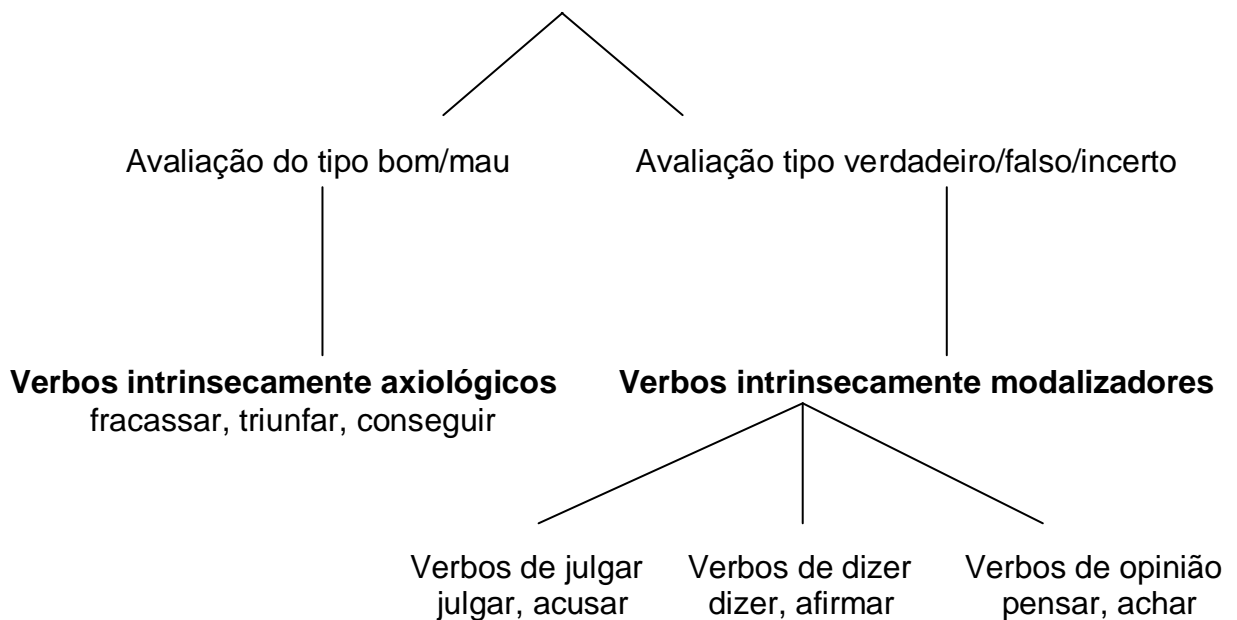 Avaliação do tipo bom/mau
Avaliação tipo verdadeiro/falso/incerto
Verbos intrinsecamente axiológicos
fracassar, triunfar, conseguir
Verbos intrinsecamente modalizadores
Verbos de julgar
julgar, acusar
Verbos de dizer
dizer, afirmar
Verbos de opinião
pensar, achar